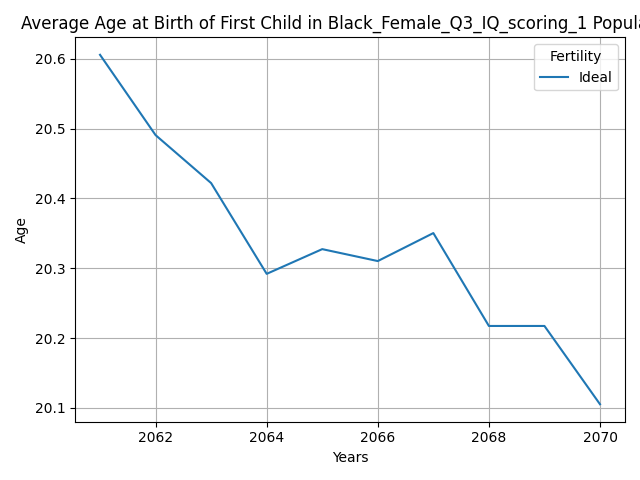 Average Age at Birth of First Child in Black_Female_Q3_IQ_scoring_1 Popula
Fertility
Ideal
20.6
20.5
20.4
20.3
20.2
20.1
Age
2062 2064 2066 2068 2070
Years